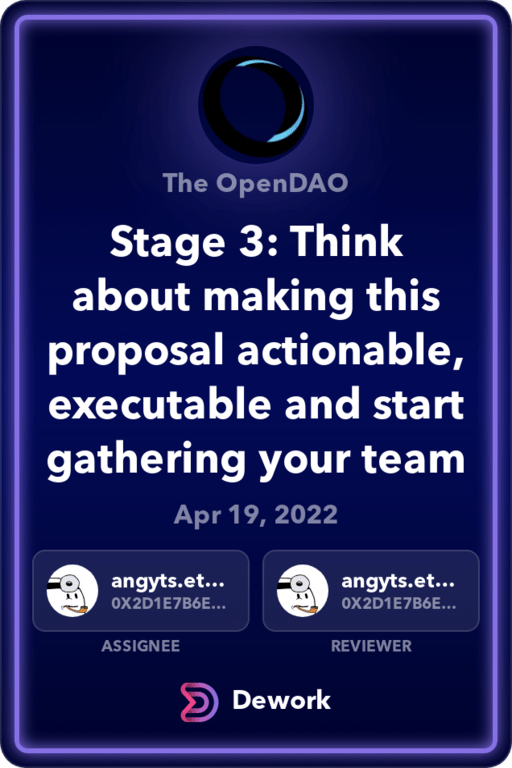 The OpenDAO
Stage 3: Think
about making this
proposal actionable,
executable and start
gathering your team
Apr 19, 2022
angyts.et...
0X2D1E7B6E...
ASSIGNEE
angyts.et...
0X2D1E7B6E...
REVIEWER
Dework